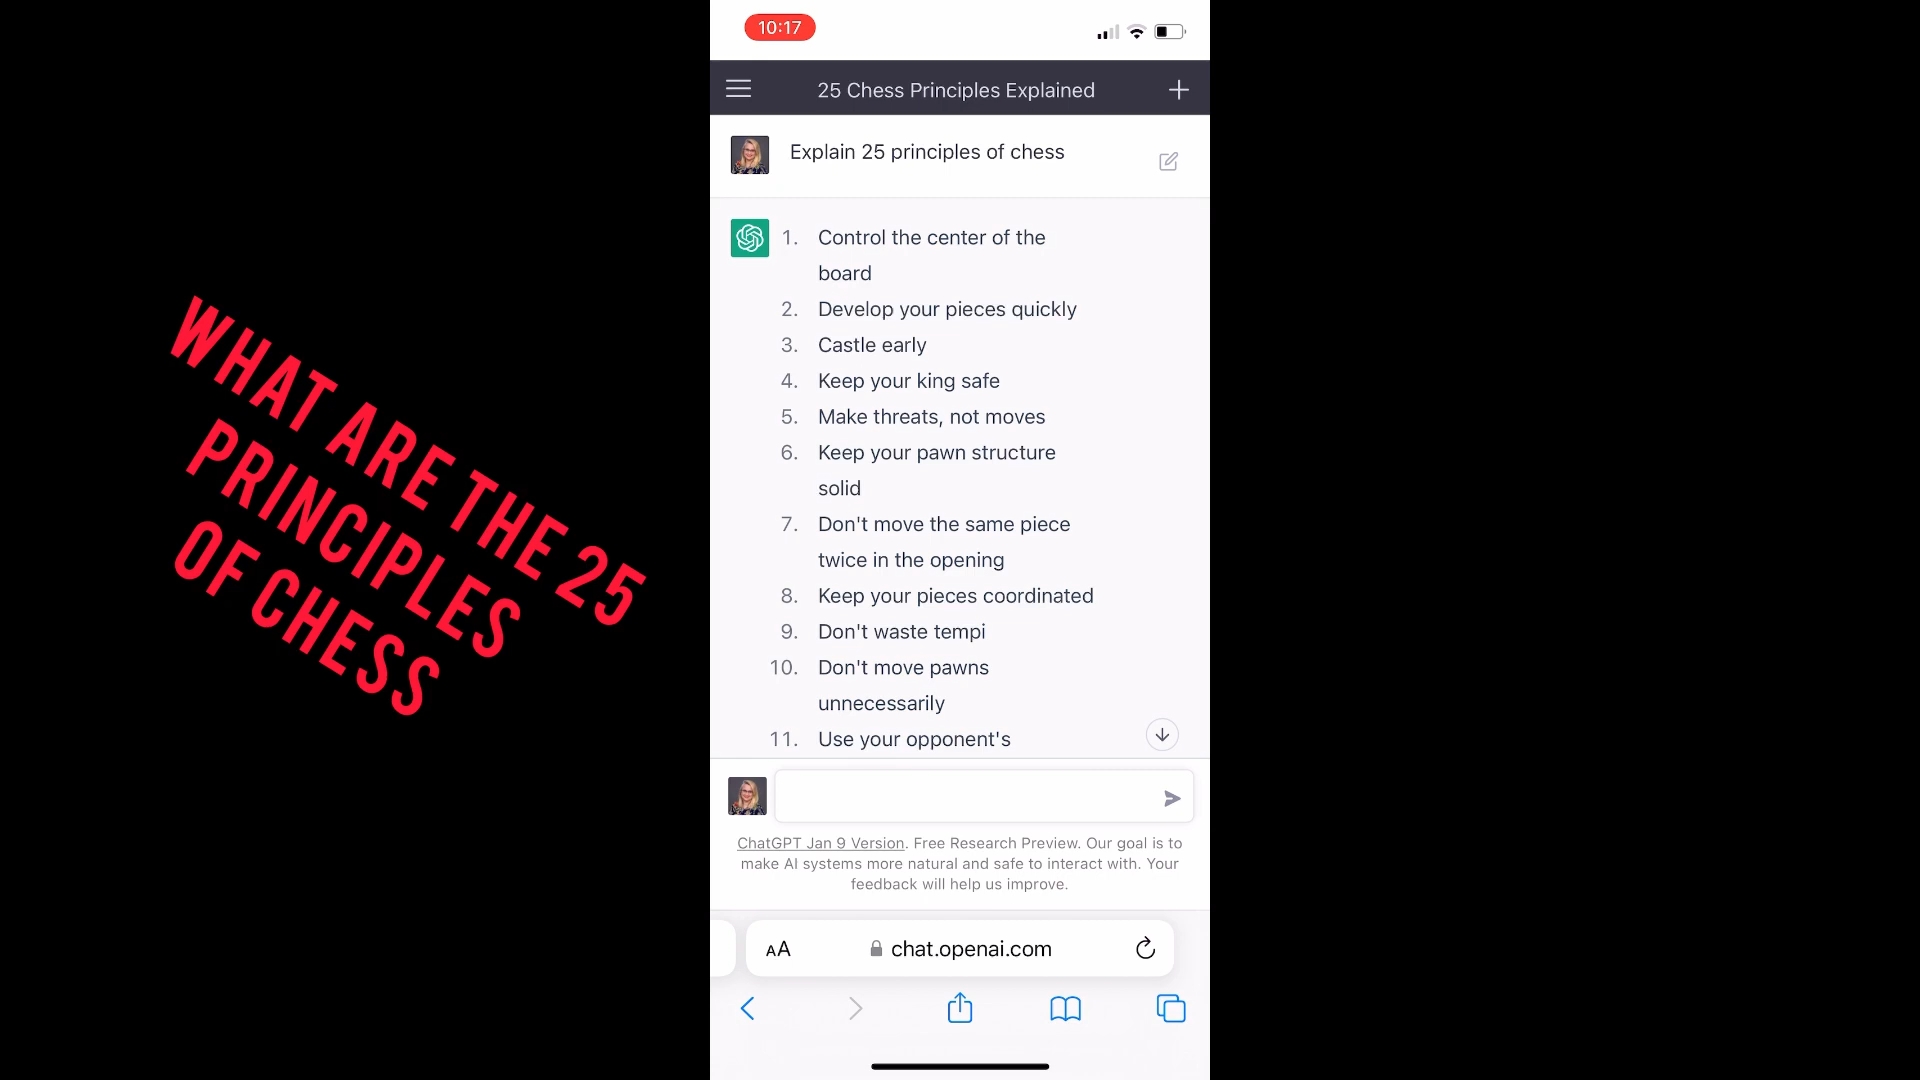 WHAT ARE THE 25
PRINCIPLES
OF CHESS
10:17
25 Chess Principles Explained
Explain 25 principles of chess
1. Control the center of the
board
2. Develop your pieces quickly
3. Castle early
4. Keep your king safe
5. Make threats, not moves
6. Keep your pawn structure
solid
7. Don't move the same piece
twice in the opening
8. Keep your pieces coordinated
9. Don't waste tempi
10. Don't move pawns
unnecessarily
11. Use your opponent's
ChatGPT Jan 9 Version. Free Research Preview. Our goal is to
make AI systems more natural and safe to interact with. Your
feedback will help us improve.
AA chat.openai.com